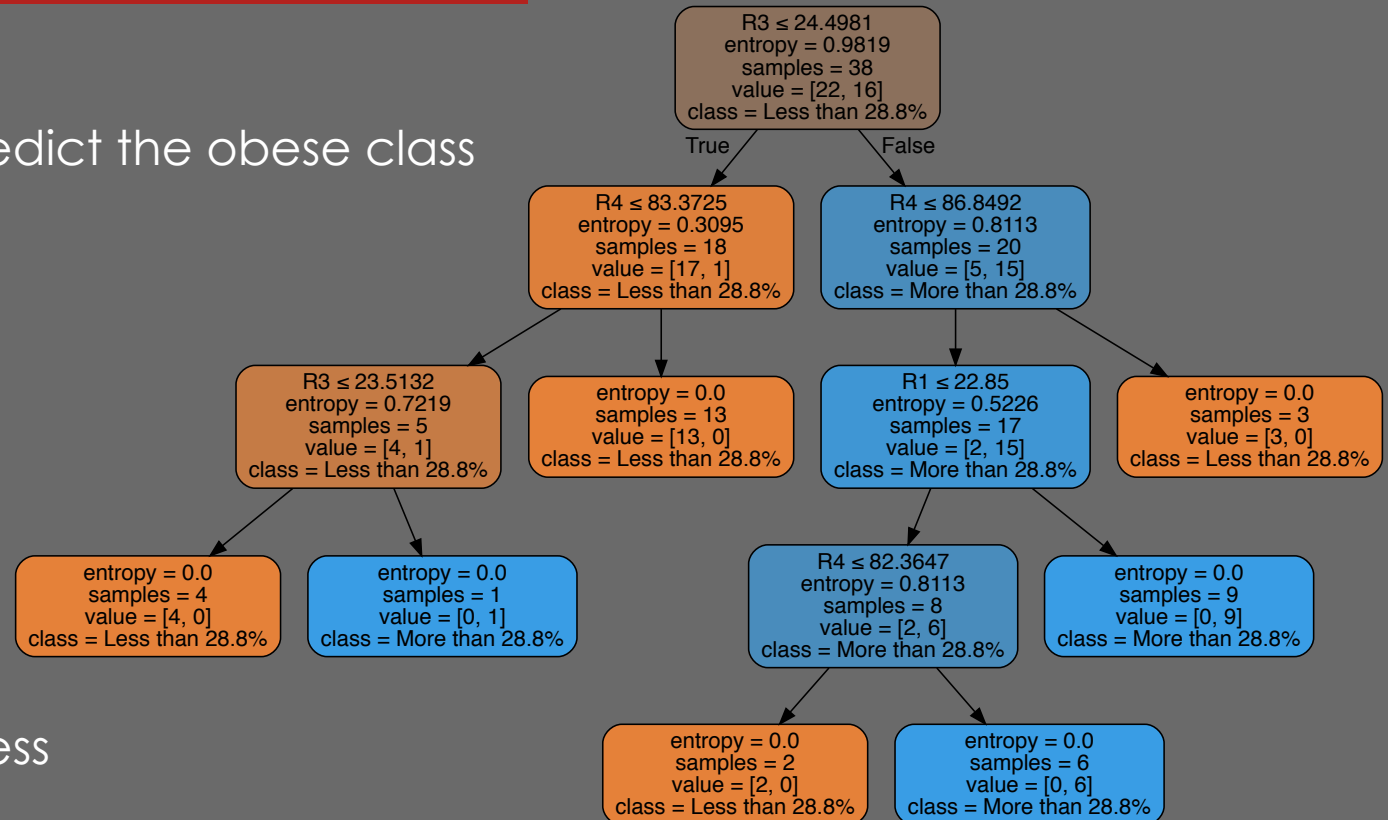 R3 ≤ 24.4981
entropy = 0.9819
samples = 38
value = [22, 16]
class = Less than 28.8%
edict the obese class
True
False
R4 ≤ 83.3725
entropy = 0.3095
samples = 18
value = [17, 1]
class = Less than 28.8%
R4 ≤ 86.8492
entropy = 0.8113
samples = 20
value = [5, 15]
class = More than 28.8%
R3 ≤ 23.5132
entropy = 0.7219
samples = 5
value = [4, 1]
class = Less than 28.8%
entropy = 0.0
samples = 13
value = [13, 0]
class = Less than 28.8%
R1 ≤ 22.85
entropy = 0.5226
samples = 17
value = [2, 15]
class = More than 28.8%
entropy = 0.0
samples = 3
value = [3, 0]
class = Less than 28.8%
entropy = 0.0
samples = 4
value = [4, 0]
class = Less than 28.8%
entropy = 0.0
samples = 1
value = [0, 1]
class = More than 28.8%
R4 ≤ 82.3647
entropy = 0.8113
samples = 8
value = [2, 6]
class = More than 28.8%
entropy = 0.0
samples = 9
value = [0, 9]
class = More than 28.8%
ess
entropy = 0.0
samples = 2
value = [2, 0]
class = Less than 28.8%
entropy = 0.0
samples = 6
value = [0, 6]
class = More than 28.8%